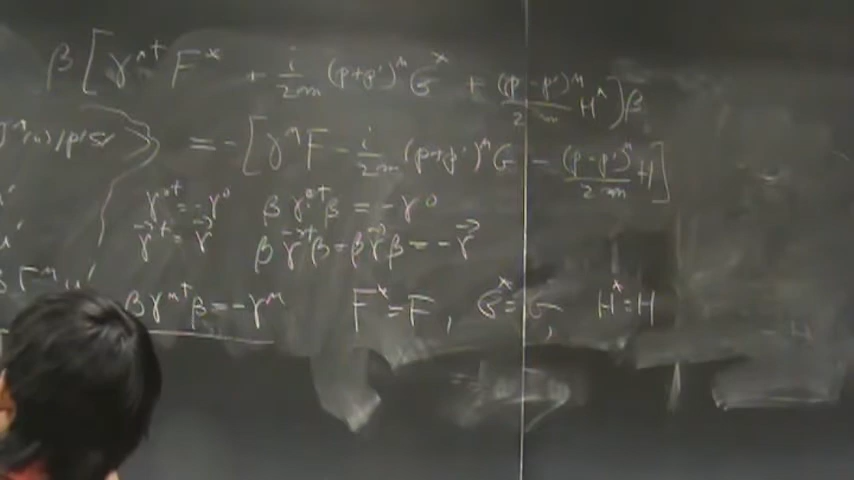 β[γ^μ† F* + i/2m (p+p')^μ G* + (p-p')^μ/2m H*]β
= -[γ^μ F - i/2m (p+p')^μ G - (p-p')^μ/2m H]
γ^0† = -γ^0 β γ^0† β = -γ^0
γ⃗† = γ⃗ β γ⃗† β = β γ⃗ β = -γ⃗
β γ^μ† β = -γ^μ F* = F, G* = G, H* = H